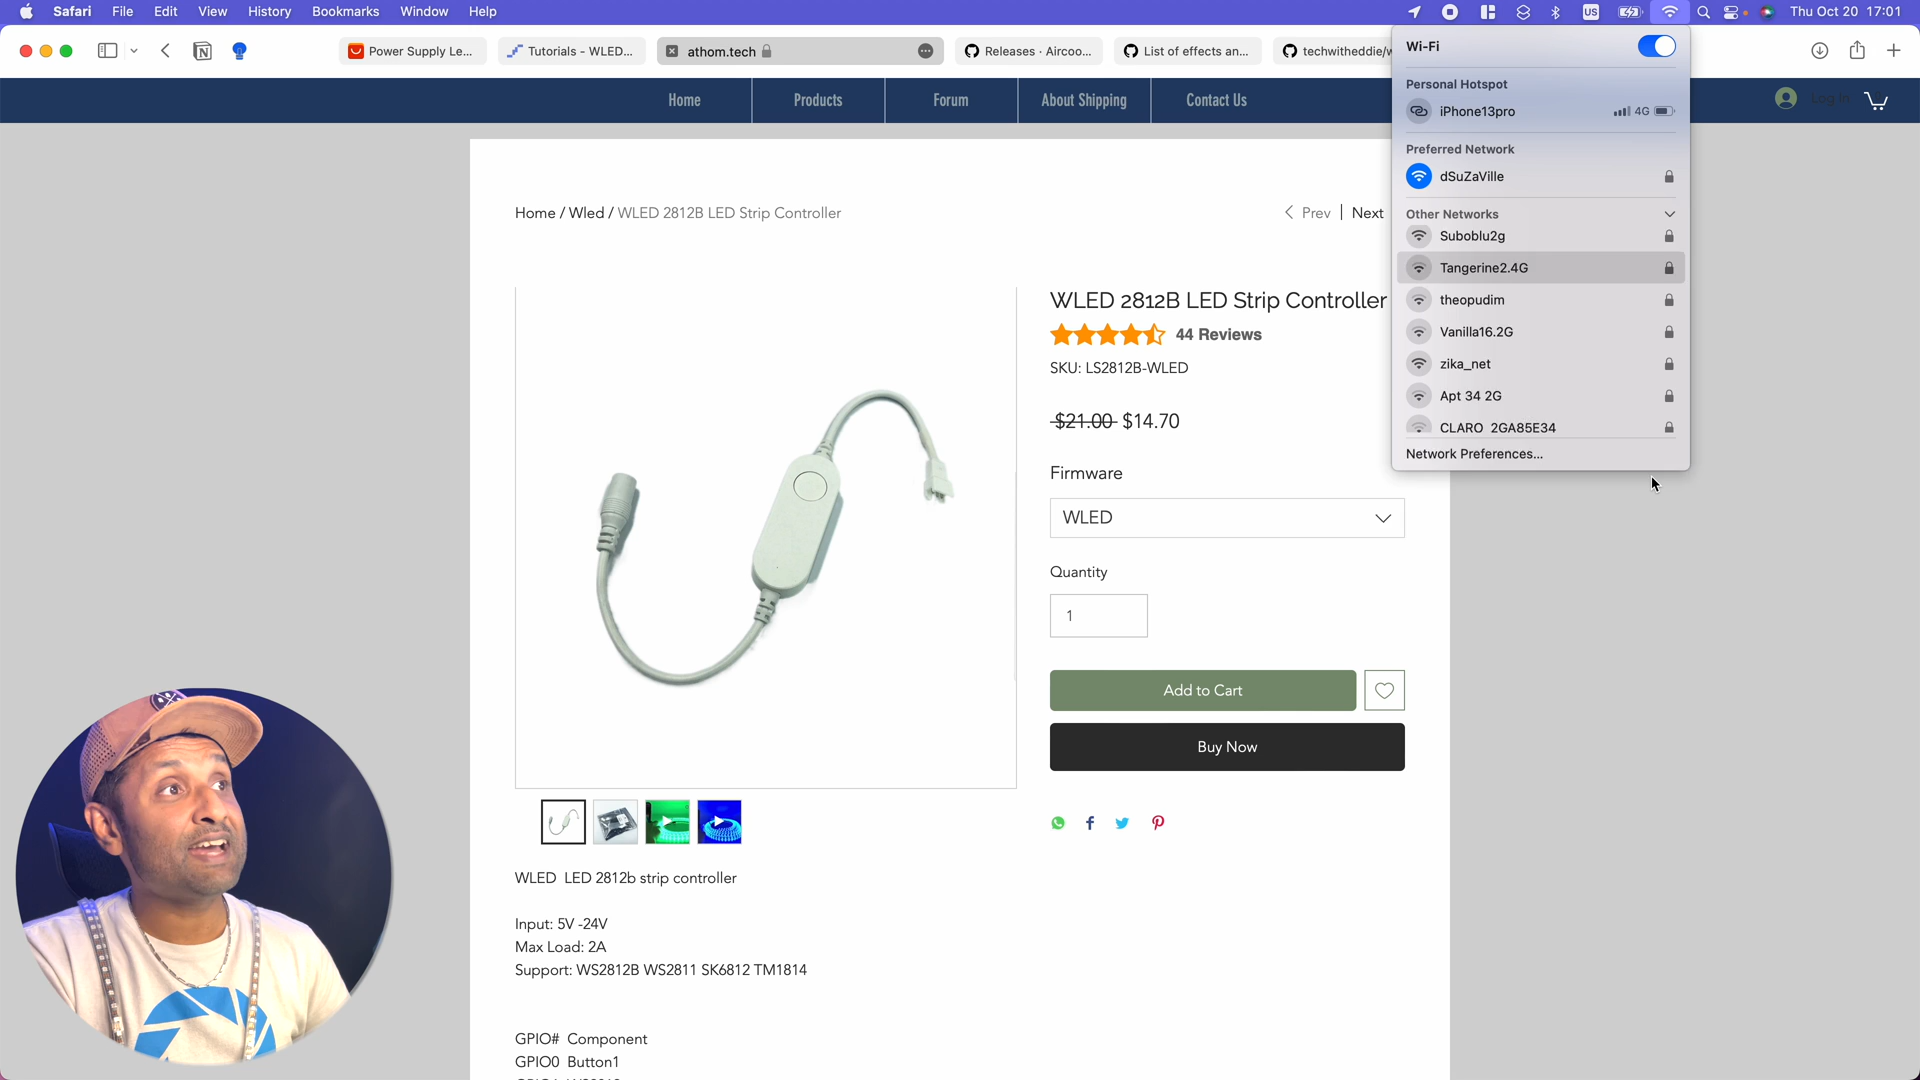 Safari File Edit View History Bookmarks Window Help
US
Thu Oct 20 17:01
Power Supply Le...
Tutorials - WLED...
athom.tech
Releases · Aircoo...
List of effects an...
techwitheddie/w
Home
Products
Forum
About Shipping
Contact Us
Log In
Wi-Fi
Personal Hotspot
iPhone13pro
4G
Preferred Network
dSuZaVille
Other Networks
Suboblu2g
Tangerine2.4G
theopudim
Vanilla16.2G
zika_net
Apt 34 2G
CLARO_2GA85E34
Network Preferences...
Home / Wled / WLED 2812B LED Strip Controller
Prev | Next
WLED 2812B LED Strip Controller
44 Reviews
SKU: LS2812B-WLED
$21.00 $14.70
Firmware
WLED
Quantity
1
Add to Cart
Buy Now
WLED LED 2812b strip controller
Input: 5V -24V
Max Load: 2A
Support: WS2812B WS2811 SK6812 TM1814
GPIO# Component
GPIO0 Button1